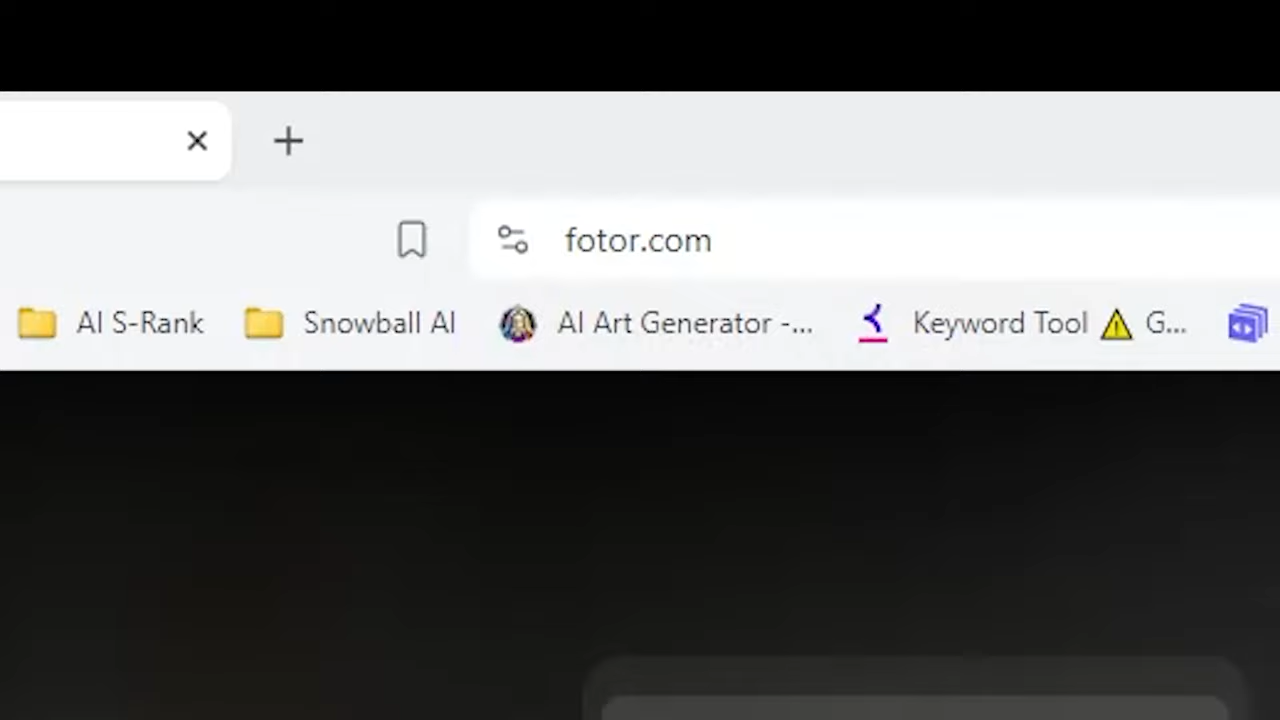 fotor.com
AI S-Rank Snowball AI AI Art Generator -... Keyword Tool ⚠ G...